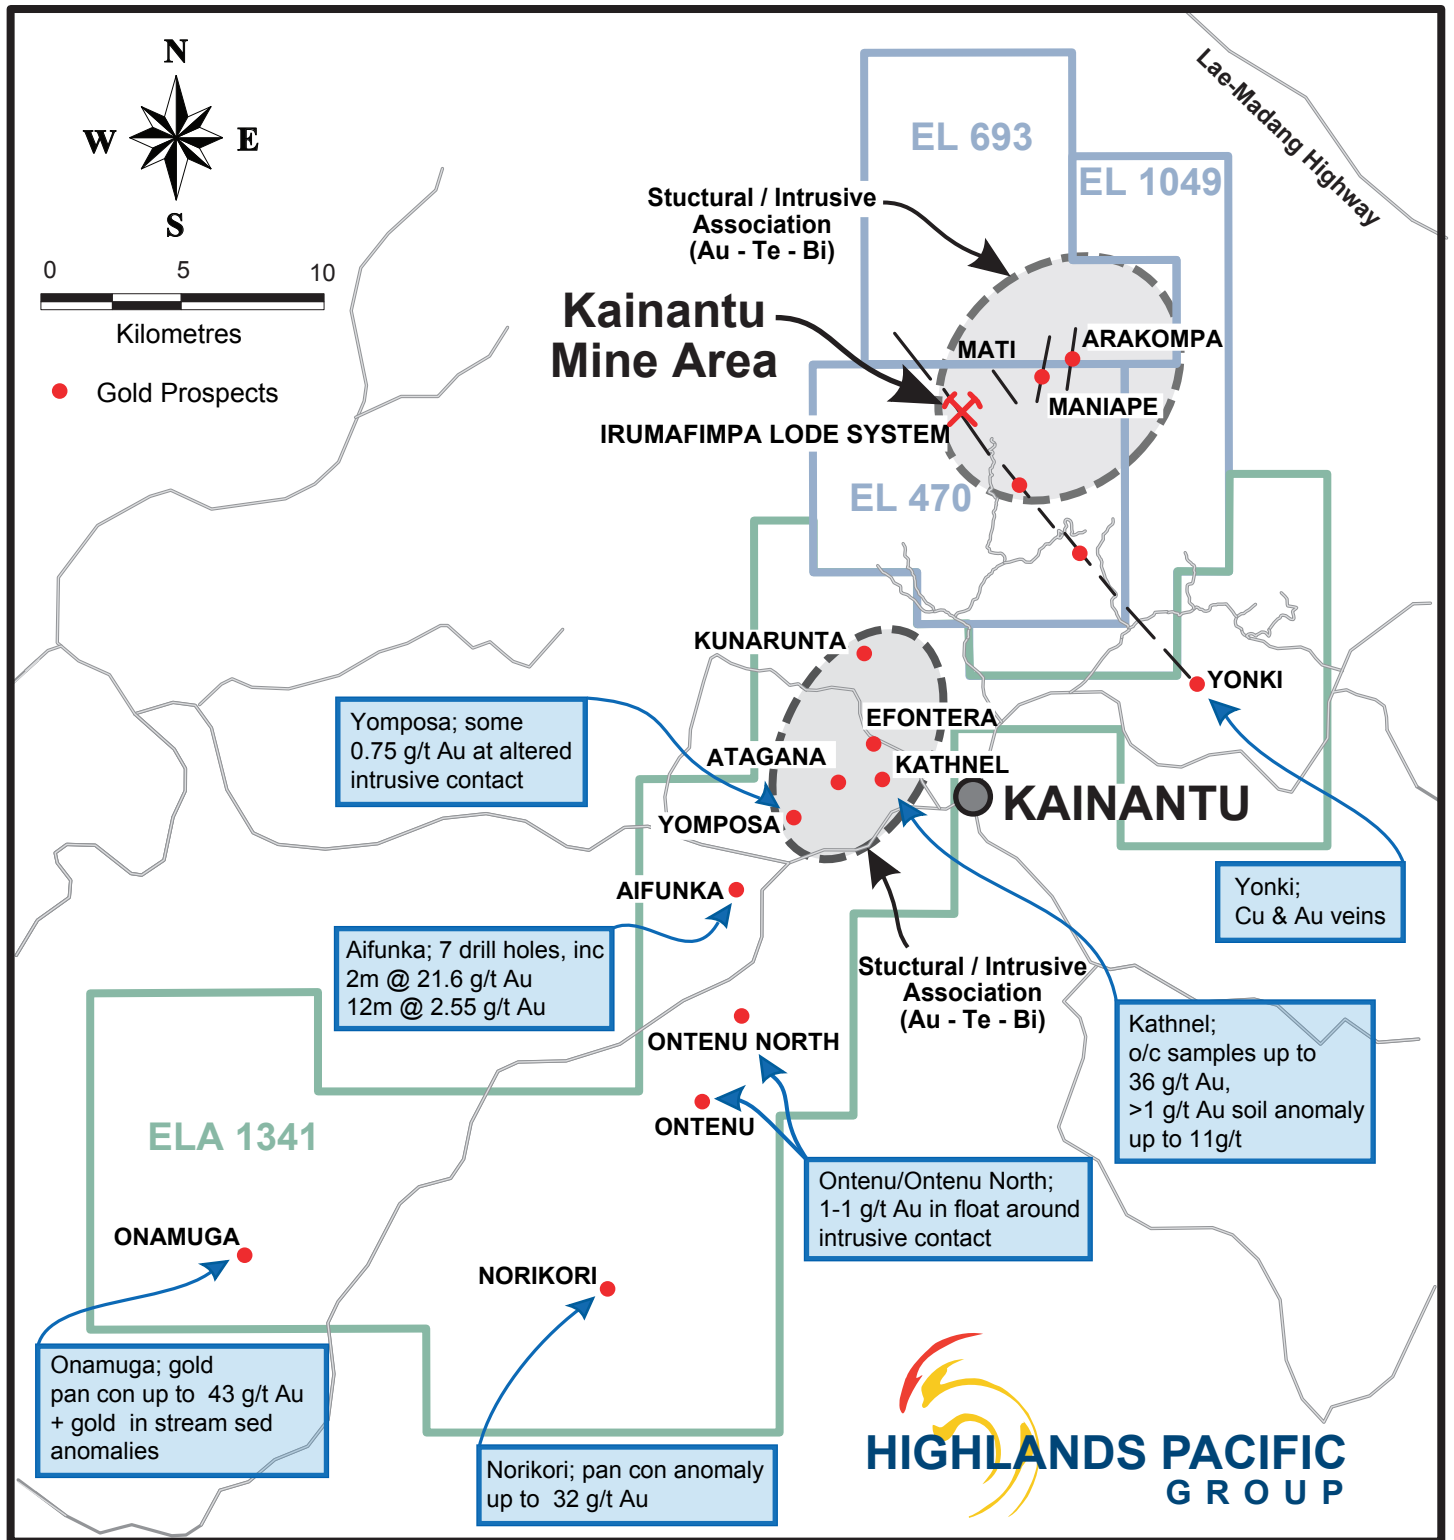 N
W E
S
0 5 10
Kilometres
Gold Prospects
Lae-Madang Highway
EL 693
EL 1049
Stuctural / Intrusive
Association
(Au - Te - Bi)
Kainantu
Mine Area
MATI
ARAKOMPA
MANIAPE
IRUMAFIMPA LODE SYSTEM
EL 470
KUNARUNTA
YONKI
EFONTERA
ATAGANA
KATHNEL
YOMPOSA
KAINANTU
Yomposa; some
0.75 g/t Au at altered
intrusive contact
AIFUNKA
Yonki;
Cu & Au veins
Aifunka; 7 drill holes, inc
2m @ 21.6 g/t Au
12m @ 2.55 g/t Au
Stuctural / Intrusive
Association
(Au - Te - Bi)
ONTENU NORTH
Kathnel;
o/c samples up to
36 g/t Au,
>1 g/t Au soil anomaly
up to 11g/t
ONTENU
ELA 1341
Ontenu/Ontenu North;
1-1 g/t Au in float around
intrusive contact
ONAMUGA
NORIKORI
Onamuga; gold
pan con up to 43 g/t Au
+ gold in stream sed
anomalies
Norikori; pan con anomaly
up to 32 g/t Au
HIGHLANDS PACIFIC
GROUP